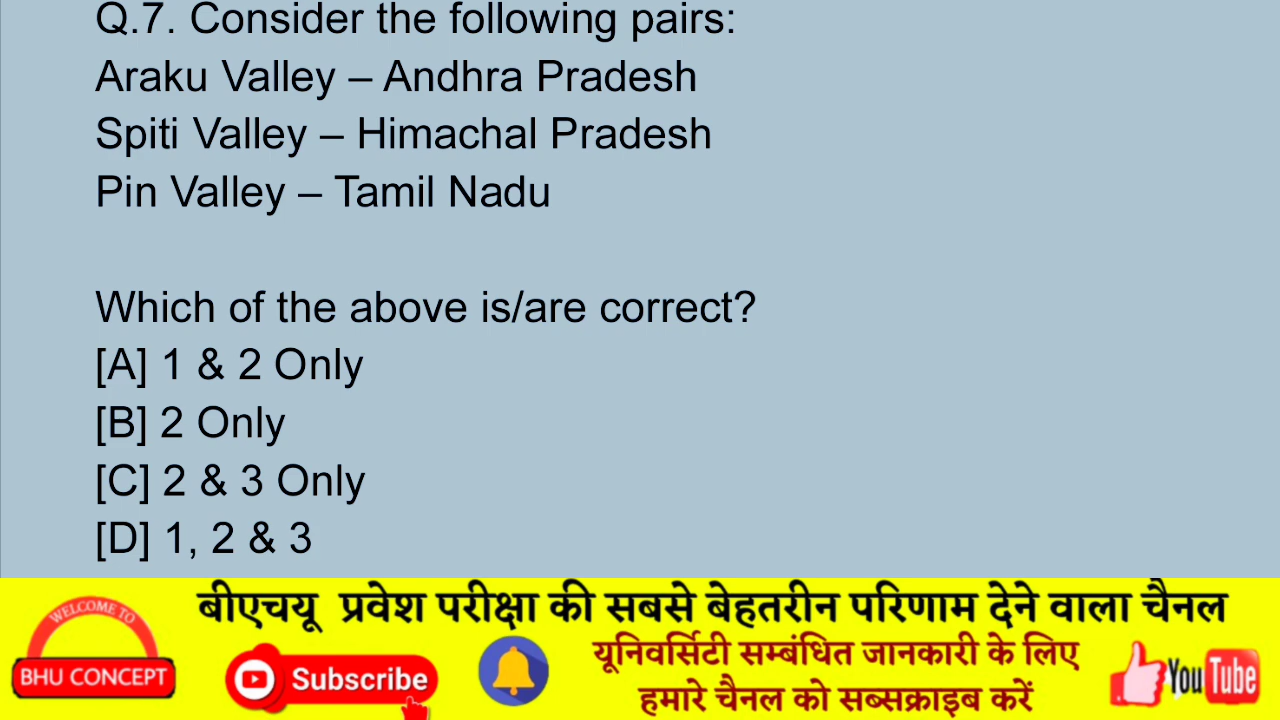 Q.7. Consider the following pairs:
Araku Valley – Andhra Pradesh
Spiti Valley – Himachal Pradesh
Pin Valley – Tamil Nadu
Which of the above is/are correct?
[A] 1 & 2 Only
[B] 2 Only
[C] 2 & 3 Only
[D] 1, 2 & 3
बीएचयू प्रवेश परीक्षा की सबसे बेहतरीन परिणाम देने वाला चैनल
WELCOME TO
BHU CONCEPT
Subscribe
यूनिवर्सिटी सम्बंधित जानकारी के लिए
हमारे चैनल को सब्सक्राइब करें
YouTube